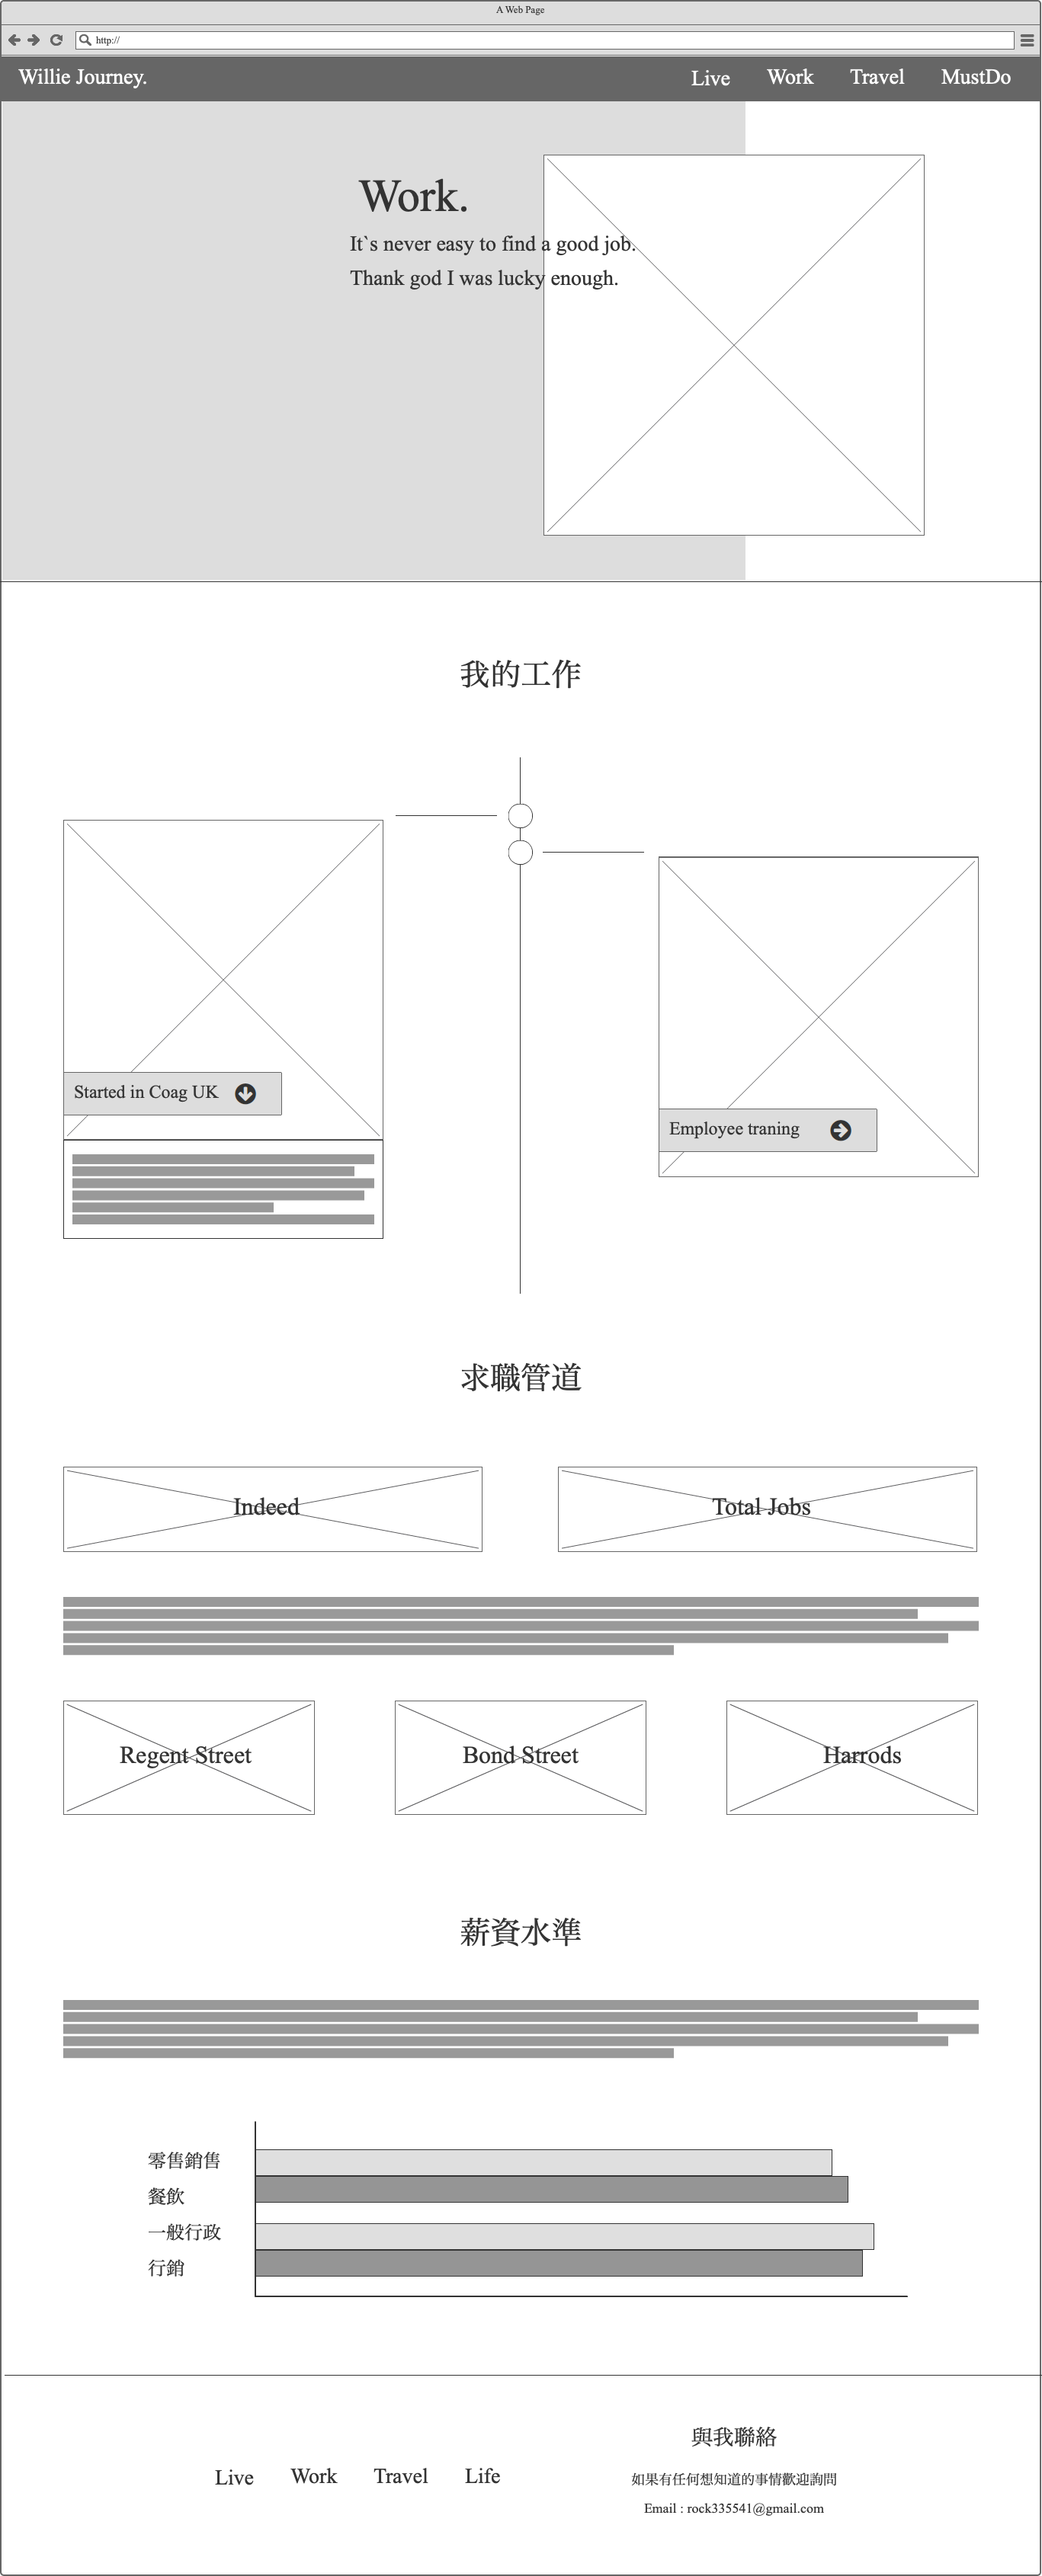 A Web Page
http://
Willie Journey.
Live Work Travel MustDo
Work.
It`s never easy to find a good job.
Thank god I was lucky enough.
我的工作
Started in Coag UK
Employee traning
求職管道
Indeed
Total Jobs
Regent Street
Bond Street
Harrods
薪資水準
零售銷售
餐飲
一般行政
行銷
Live Work Travel Life
與我聯絡
如果有任何想知道的事情歡迎詢問
Email : rock335541@gmail.com